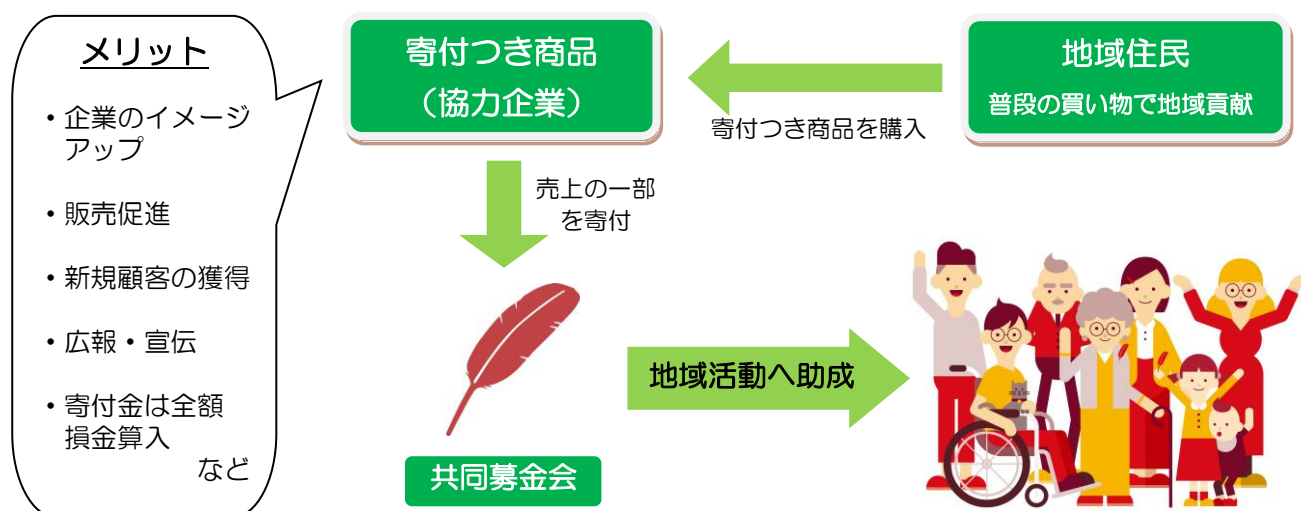 メリット
・企業のイメージ
アップ
・販売促進
・新規顧客の獲得
・広報・宣伝
・寄付金は全額
損金算入
など
寄付つき商品
（協力企業）
寄付つき商品を購入
地域住民
普段の買い物で地域貢献
売上の一部
を寄付
共同募金会
地域活動へ助成